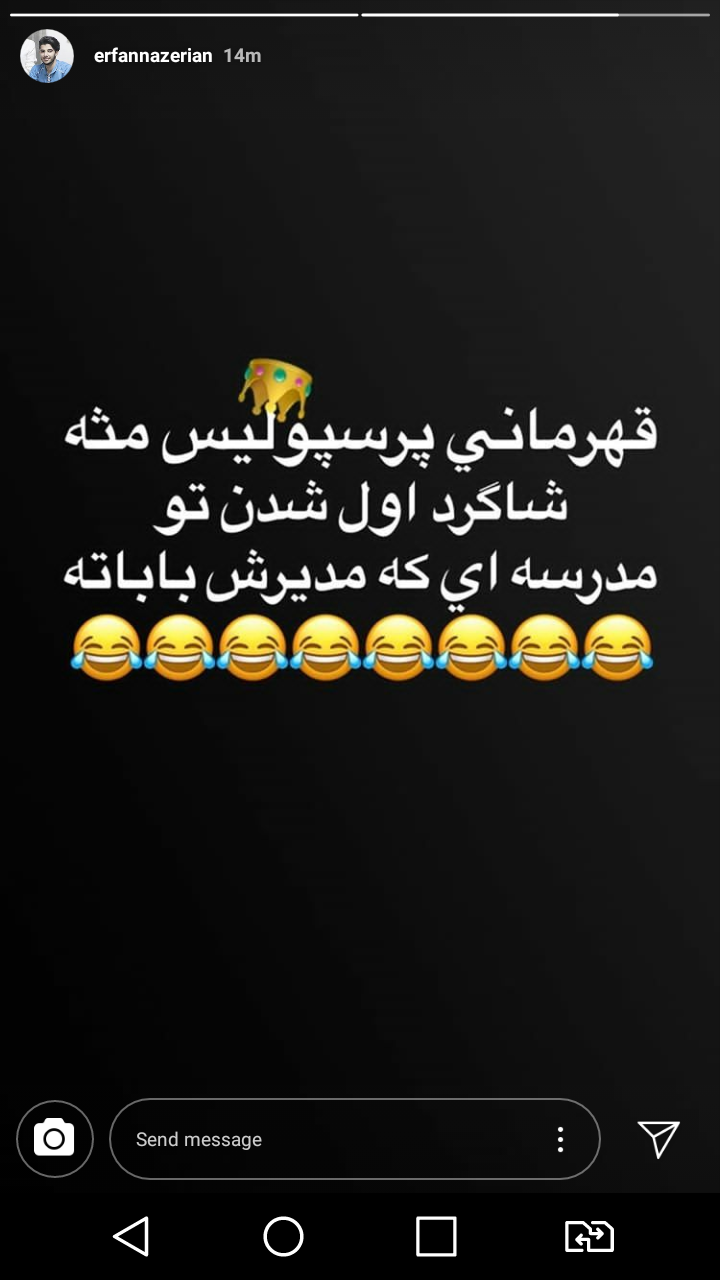 erfannazerian 14m
قهرماني پرسپوليس مثه
شاگرد اول شدن تو
مدرسه اي که مديرش باباته
😂😂😂😂😂😂😂😂
Send message